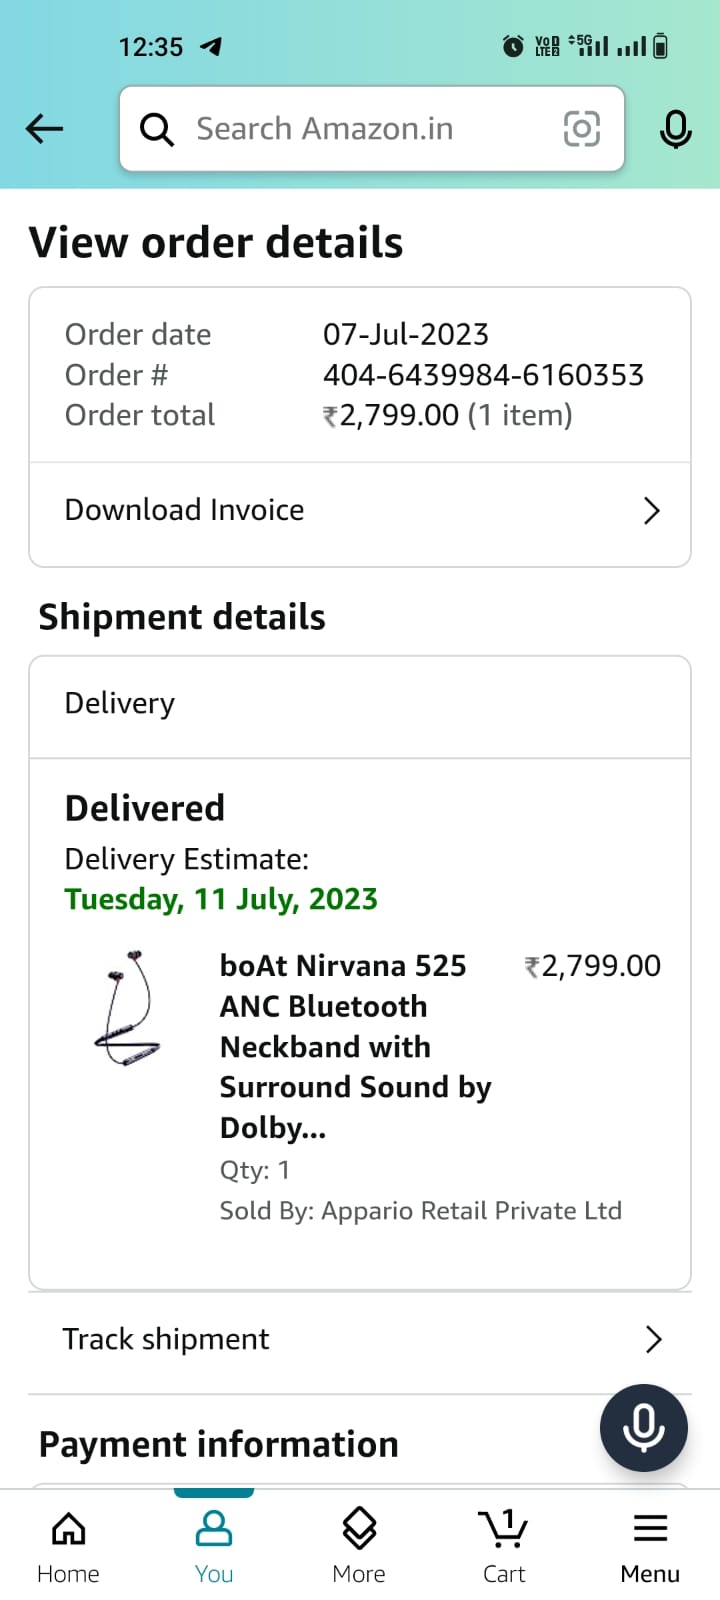 12:35
VoD
LTE2
5G
Search Amazon.in
View order details
Order date 07-Jul-2023
Order # 404-6439984-6160353
Order total ₹2,799.00 (1 item)
Download Invoice
Shipment details
Delivery
Delivered
Delivery Estimate:
Tuesday, 11 July, 2023
boAt Nirvana 525 ₹2,799.00
ANC Bluetooth
Neckband with
Surround Sound by
Dolby...
Qty: 1
Sold By: Appario Retail Private Ltd
Track shipment
Payment information
1
Home You More Cart Menu